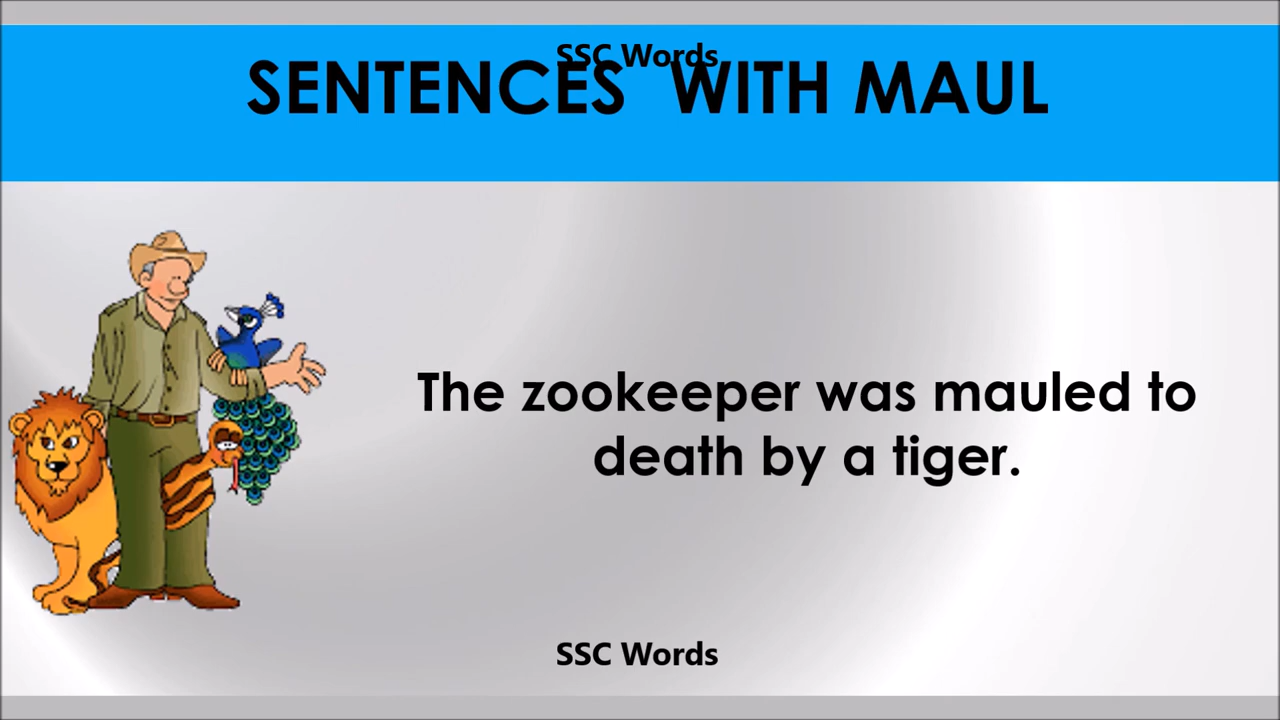 SSC Words
SENTENCES WITH MAUL
The zookeeper was mauled to
death by a tiger.
SSC Words